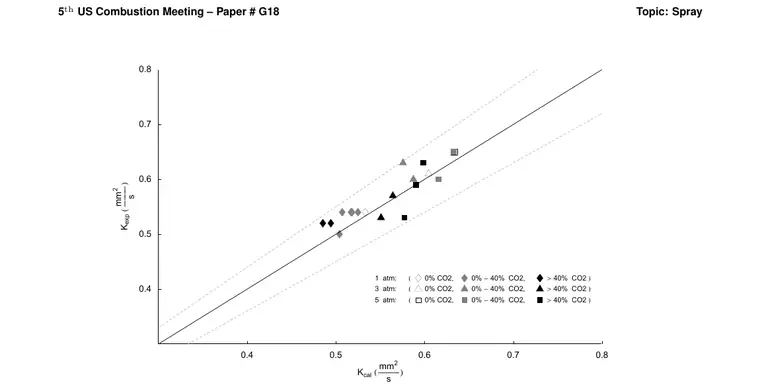 5th US Combustion Meeting – Paper # G18 Topic: Spray
0.8
0.7
0.6
0.5
0.4
Kexp ( mm2 / s )
1 atm: ( 0% CO2, 0% – 40% CO2, > 40% CO2 )
3 atm: ( 0% CO2, 0% – 40% CO2, > 40% CO2 )
5 atm: ( 0% CO2, 0% – 40% CO2, > 40% CO2 )
0.4 0.5 0.6 0.7 0.8
Kcal ( mm2 / s )